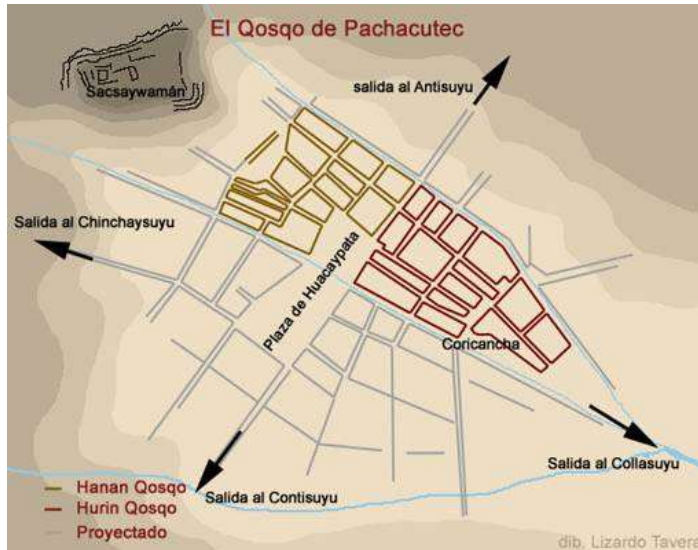 El Qosqo de Pachacutec
Sacsaywamán
salida al Antisuyu
Salida al Chinchaysuyu
Plaza de Huacaypata
Coricancha
Salida al Collasuyu
Salida al Contisuyu
Hanan Qosqo
Hurin Qosqo
Proyectado
dib. Lizardo Tavera